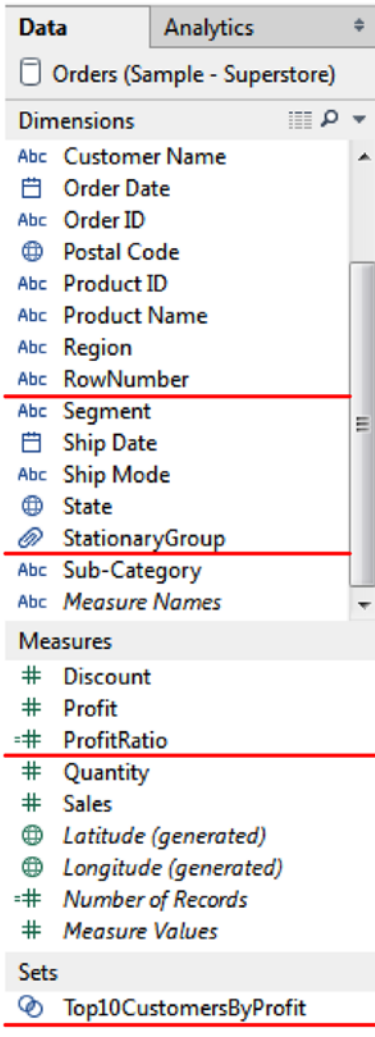 Data Analytics
Orders (Sample - Superstore)
Dimensions
Abc Customer Name
Order Date
Abc Order ID
Postal Code
Abc Product ID
Abc Product Name
Abc Region
Abc RowNumber
Abc Segment
Ship Date
Abc Ship Mode
State
StationaryGroup
Abc Sub-Category
Abc Measure Names
Measures
# Discount
# Profit
=# ProfitRatio
# Quantity
# Sales
Latitude (generated)
Longitude (generated)
=# Number of Records
# Measure Values
Sets
Top10CustomersByProfit